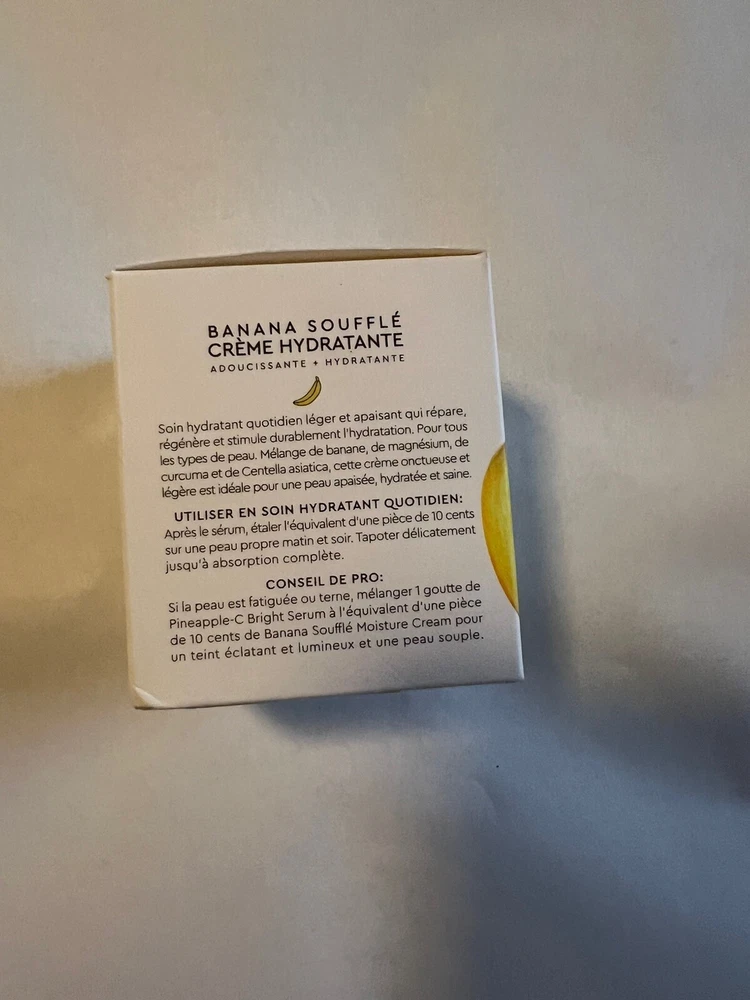 BANANA SOUFFLÉ
CRÈME HYDRATANTE
ADOUCISSANTE + HYDRATANTE
Soin hydratant quotidien léger et apaisant qui répare,
régénère et stimule durablement l'hydratation. Pour tous
les types de peau. Mélange de banane, de magnésium, de
curcuma et de Centella asiatica, cette crème onctueuse et
légère est idéale pour une peau apaisée, hydratée et saine.
UTILISER EN SOIN HYDRATANT QUOTIDIEN:
Après le sérum, étaler l'équivalent d'une pièce de 10 cents
sur une peau propre matin et soir. Tapoter délicatement
jusqu'à absorption complète.
CONSEIL DE PRO:
Si la peau est fatiguée ou terne, mélanger 1 goutte de
Pineapple-C Bright Serum à l'équivalent d'une pièce
de 10 cents de Banana Soufflé Moisture Cream pour
un teint éclatant et lumineux et une peau souple.